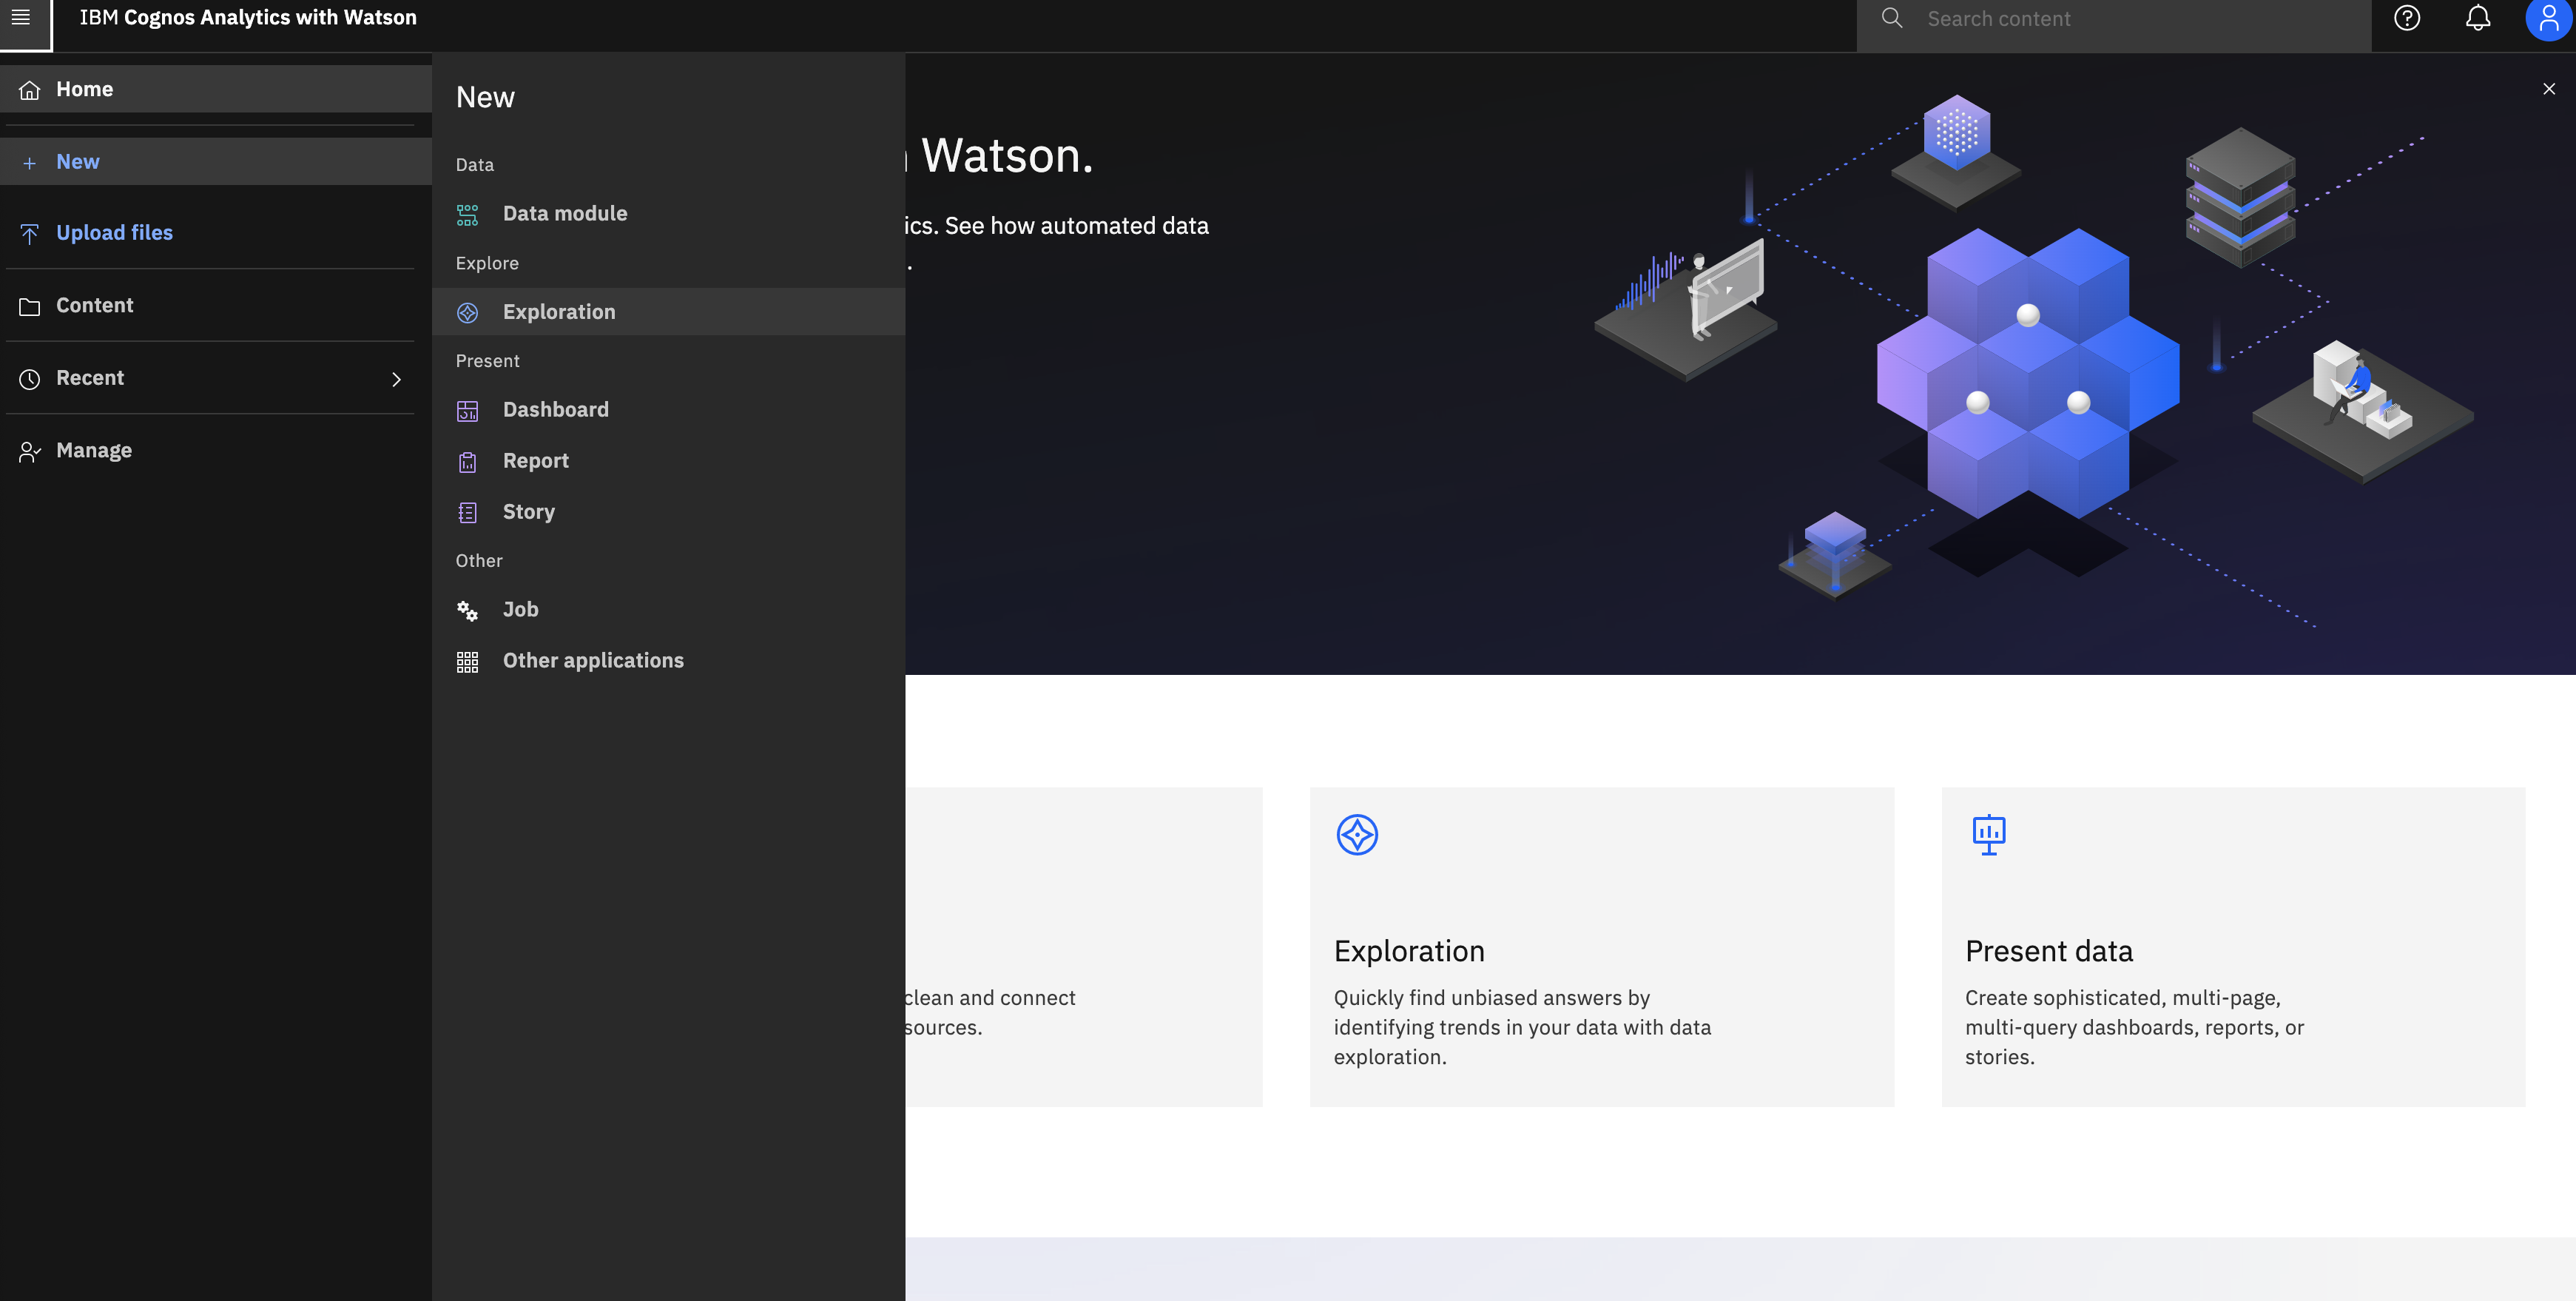 IBM Cognos Analytics with Watson
Search content
Home
New
Upload files
Content
Recent
Manage
New
Data
Data module
Explore
Exploration
Present
Dashboard
Report
Story
Other
Job
Other applications
Watson.
ics. See how automated data
.
clean and connect
sources.
Exploration
Quickly find unbiased answers by
identifying trends in your data with data
exploration.
Present data
Create sophisticated, multi-page,
multi-query dashboards, reports, or
stories.